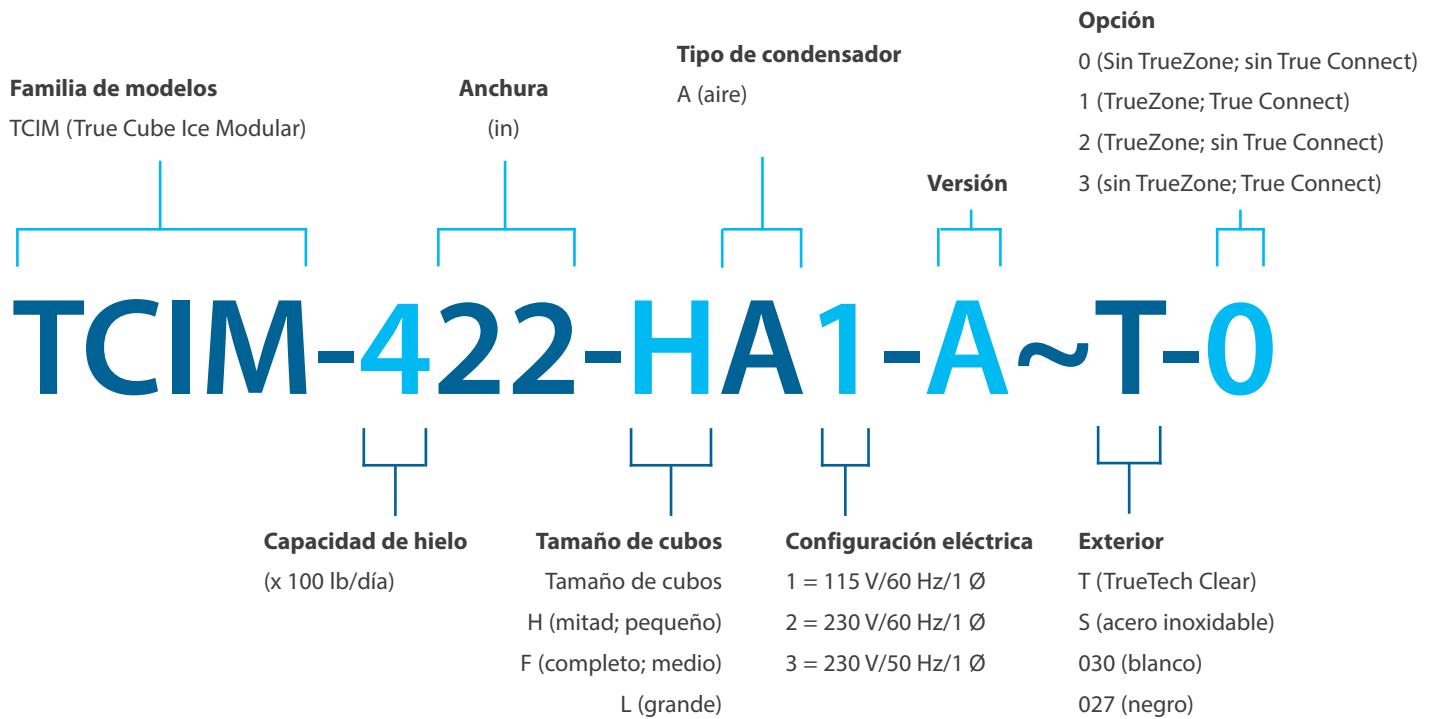 Familia de modelos
TCIM (True Cube Ice Modular)
Anchura
(in)
Tipo de condensador
A (aire)
Versión
Opción
0 (Sin TrueZone; sin True Connect)
1 (TrueZone; True Connect)
2 (TrueZone; sin True Connect)
3 (sin TrueZone; True Connect)
TCIM-422-HA1-A~T-0
Capacidad de hielo
(x 100 lb/día)
Tamaño de cubos
Tamaño de cubos
H (mitad; pequeño)
F (completo; medio)
L (grande)
Configuración eléctrica
1 = 115 V/60 Hz/1 Ø
2 = 230 V/60 Hz/1 Ø
3 = 230 V/50 Hz/1 Ø
Exterior
T (TrueTech Clear)
S (acero inoxidable)
030 (blanco)
027 (negro)